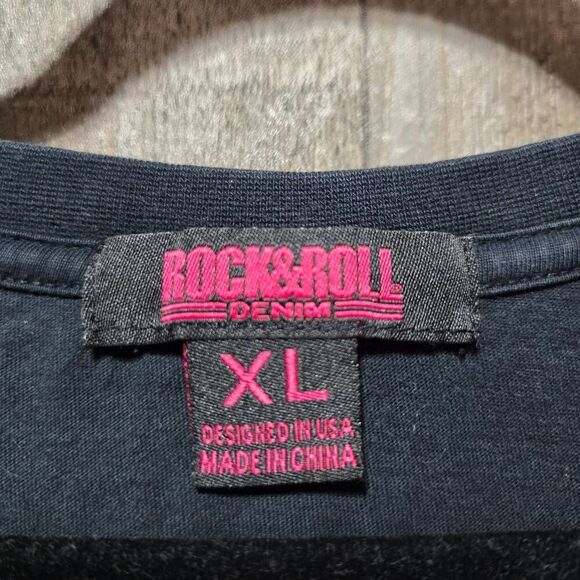 ROCK&ROLL
DENIM
XL
DESIGNED IN USA
MADE IN CHINA